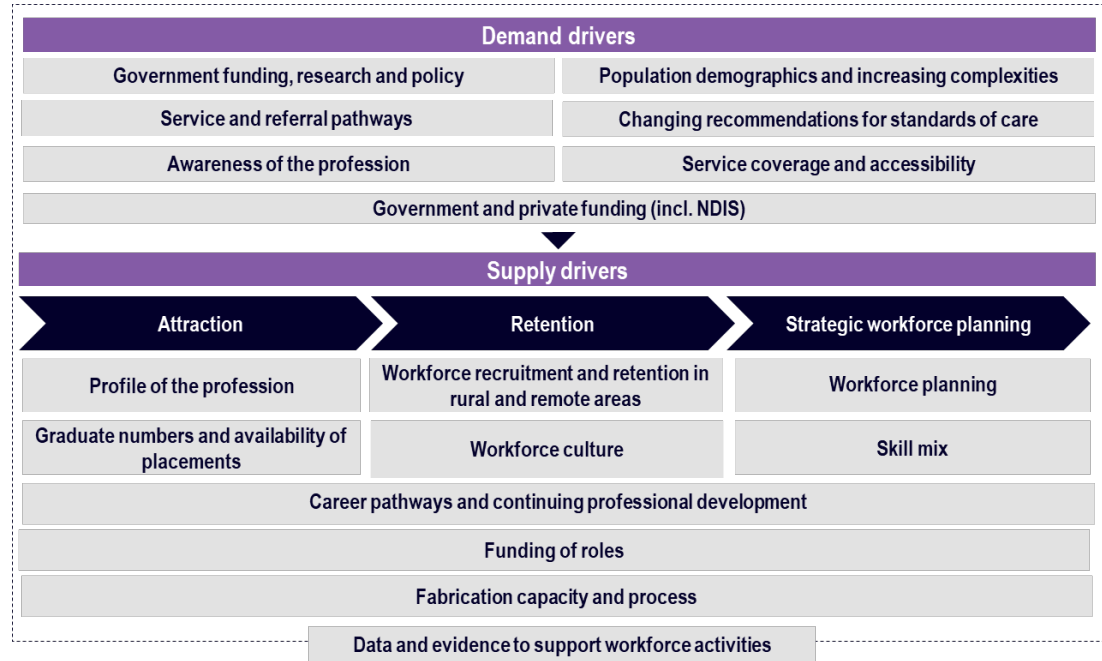 Demand drivers
Government funding, research and policy
Population demographics and increasing complexities
Service and referral pathways
Changing recommendations for standards of care
Awareness of the profession
Service coverage and accessibility
Government and private funding (incl. NDIS)
Supply drivers
Attraction
Retention
Strategic workforce planning
Profile of the profession
Workforce recruitment and retention in
rural and remote areas
Workforce planning
Graduate numbers and availability of
placements
Workforce culture
Skill mix
Career pathways and continuing professional development
Funding of roles
Fabrication capacity and process
Data and evidence to support workforce activities